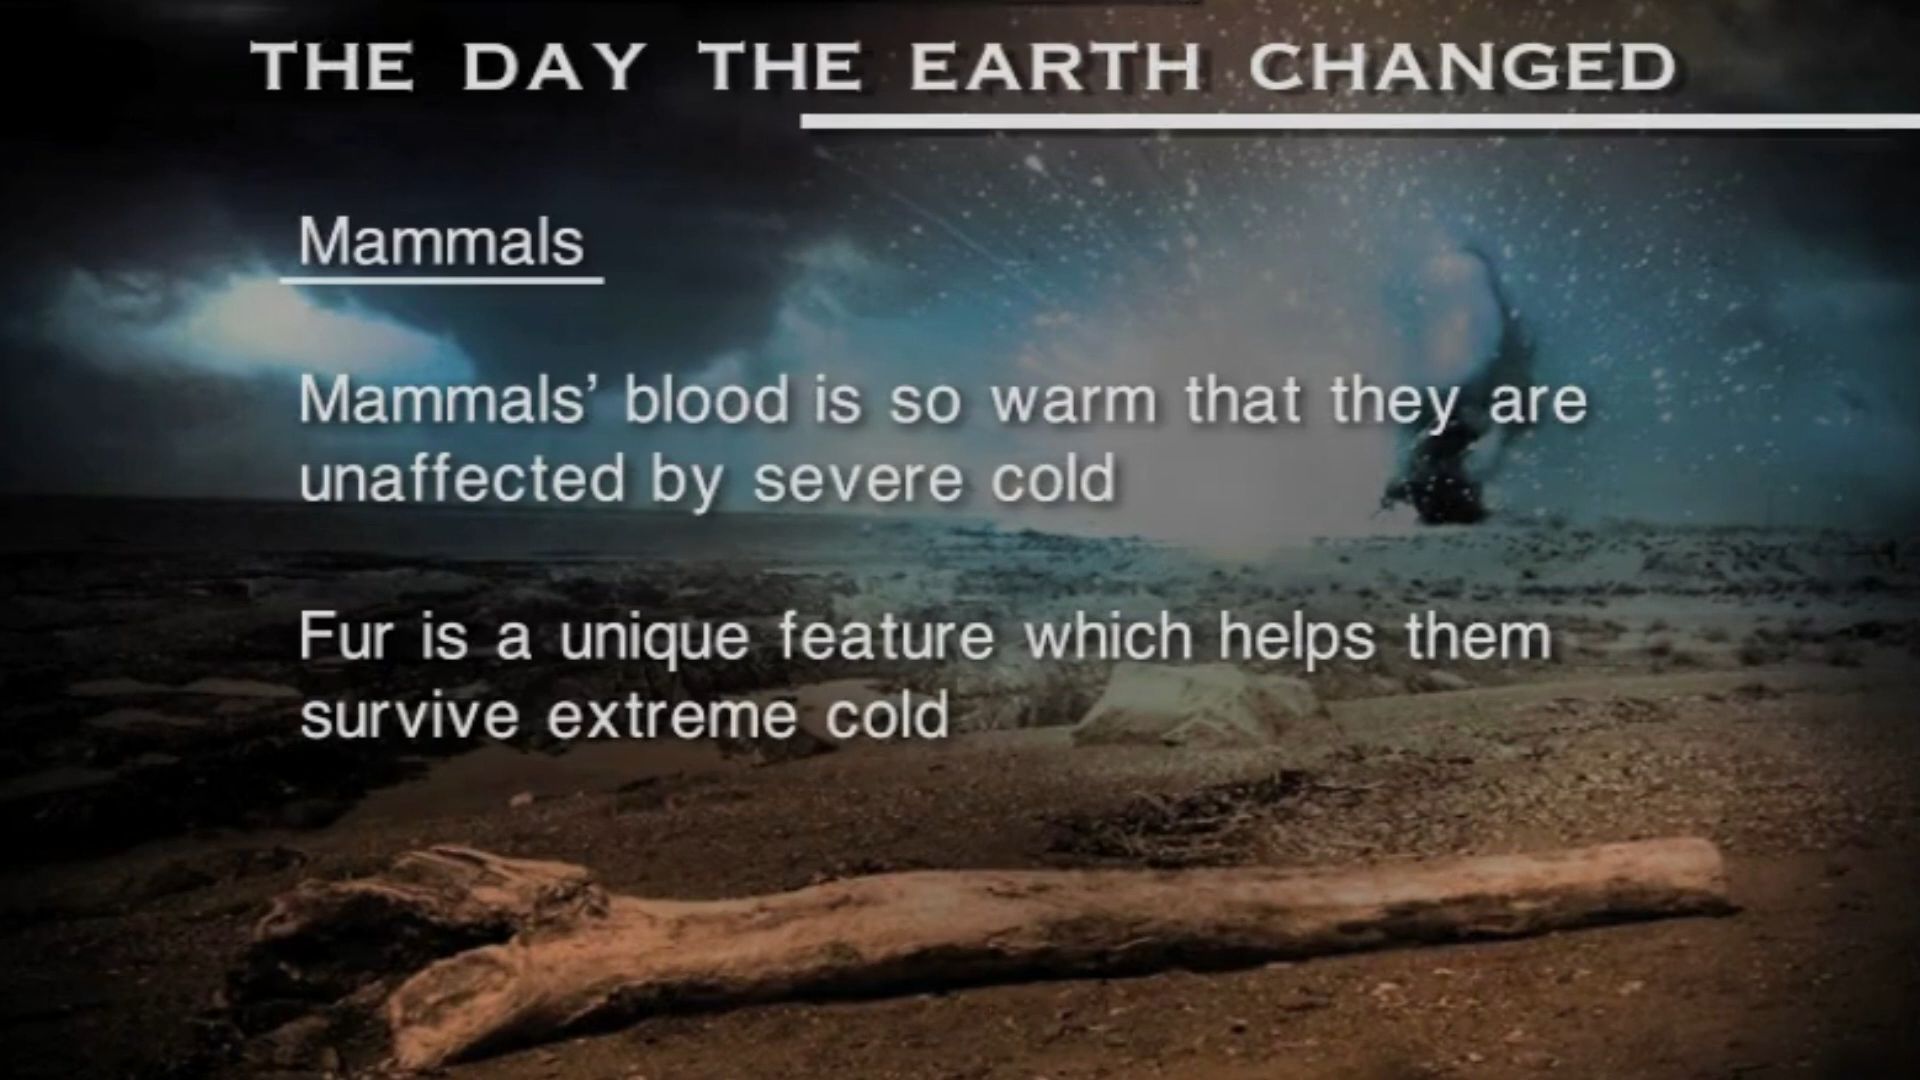 THE DAY THE EARTH CHANGED
Mammals
Mammals’ blood is so warm that they are
unaffected by severe cold
Fur is a unique feature which helps them
survive extreme cold